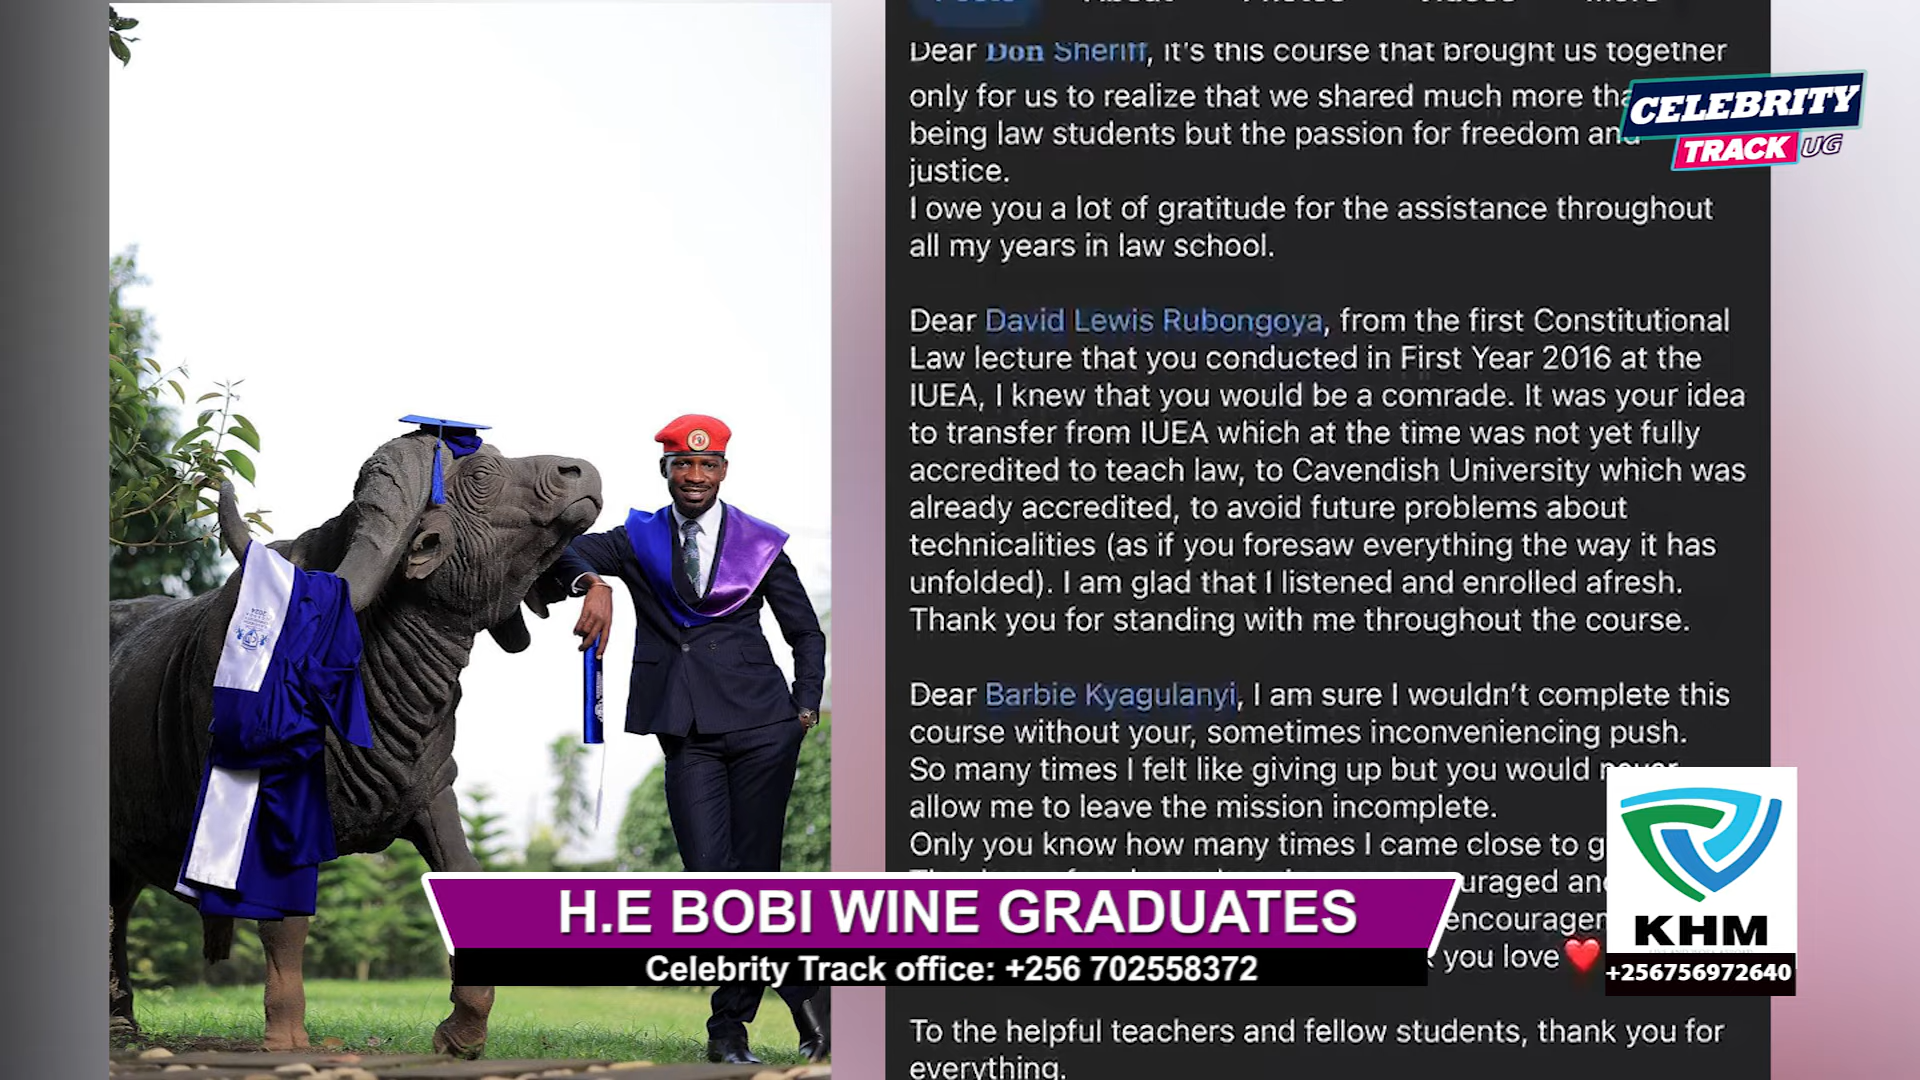 Posts About Photos Videos More
Dear Don Sheriff, it's this course that brought us together
only for us to realize that we shared much more
being law students but the passion for freedom and
justice.
I owe you a lot of gratitude for the assistance throughout
all my years in law school.
Dear David Lewis Rubongoya, from the first Constitutional
Law lecture that you conducted in First Year 2016 at the
IUEA, I knew that you would be a comrade. It was your idea
to transfer from IUEA which at the time was not yet fully
accredited to teach law, to Cavendish University which was
already accredited, to avoid future problems about
technicalities (as if you foresaw everything the way it has
unfolded). I am glad that I listened and enrolled afresh.
Thank you for standing with me throughout the course.
Dear Barbie Kyagulanyi, I am sure I wouldn't complete this
course without your, sometimes inconveniencing push.
So many times I felt like giving up but you would never
allow me to leave the mission incomplete.
Only you know how many times I came close to
you love ❤️
To the helpful teachers and fellow students, thank you for
everything.
CELEBRITY
TRACK UG
KHM
+256756972640
H.E BOBI WINE GRADUATES
Celebrity Track office: +256 702558372